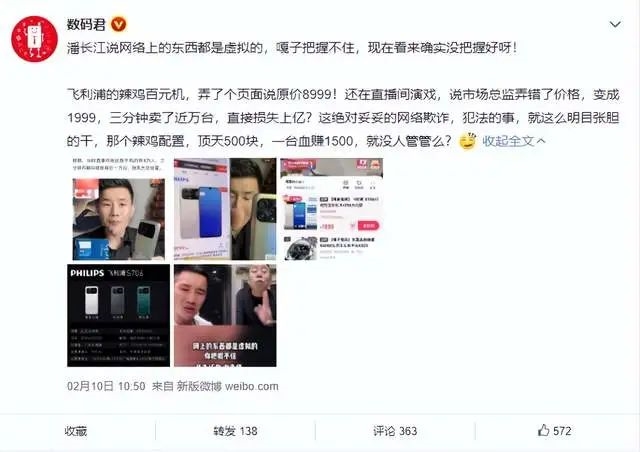 数码君
潘长江说网络上的东西都是虚拟的，嘎子把握不住，现在看来确实没把握好呀！
飞利浦的辣鸡百元机，弄了个页面说原价8999！还在直播间演戏，说市场总监弄错了价格，变成
1999，三分钟卖了近万台，直接损失上亿？这绝对妥妥的网络欺诈，犯法的事，就这么明目张胆
的干，那个辣鸡配置，顶天500块，一台血赚1500，就没人管管么？ 收起全文
PHILIPS 飞利浦S706
网上的东西都是虚拟的
你把握不住
02月10日 10:50 来自 新版微博 weibo.com
收藏
转发 138
评论 363
572